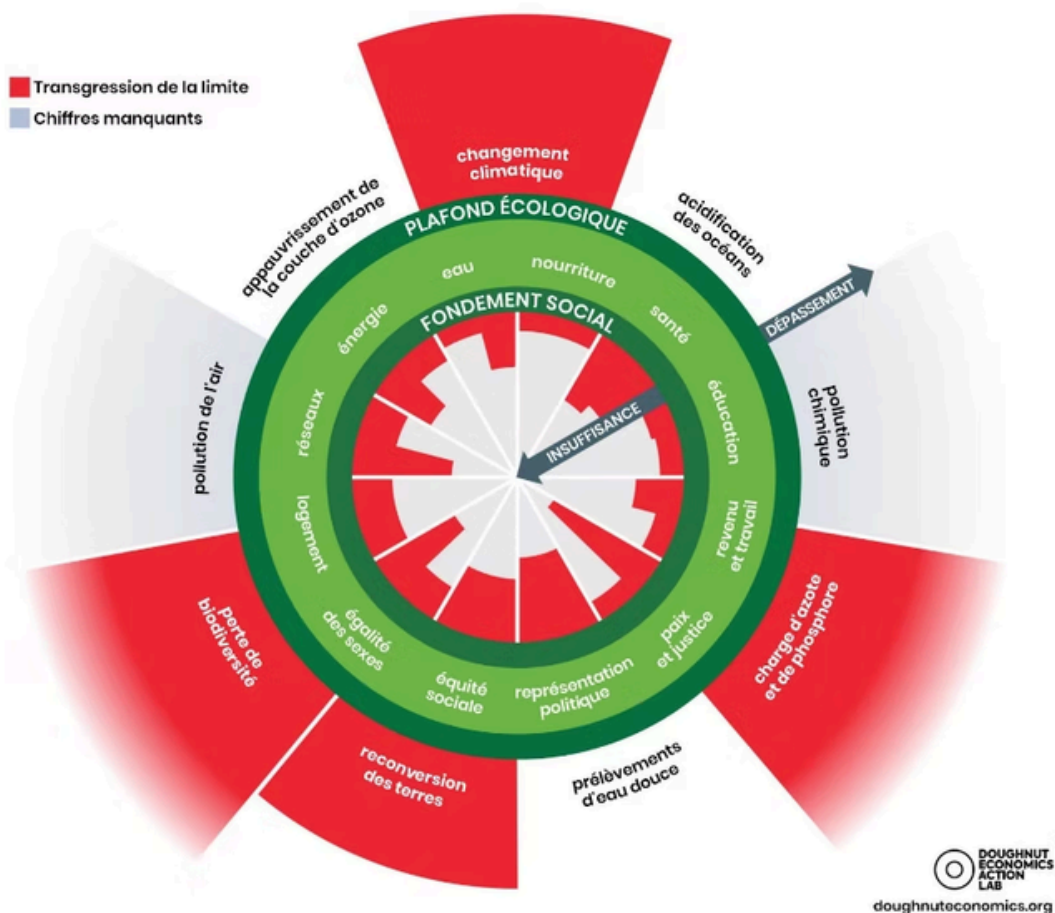 Transgression de la limite
Chiffres manquants
changement
climatique
appauvrissement de
la couche d'ozone
acidification
des océans
PLAFOND ÉCOLOGIQUE
eau
nourriture
énergie
santé
FONDEMENT SOCIAL
DÉPASSEMENT
réseaux
éducation
INSUFFISANCE
pollution de l'air
pollution
chimique
logement
revenu
et travail
perte de
biodiversité
égalité
des sexes
équité
sociale
représentation
politique
paix
et justice
charge d'azote
et de phosphore
reconversion
des terres
prélèvements
d'eau douce
DOUGHNUT
ECONOMICS
ACTION
LAB
doughnuteconomics.org